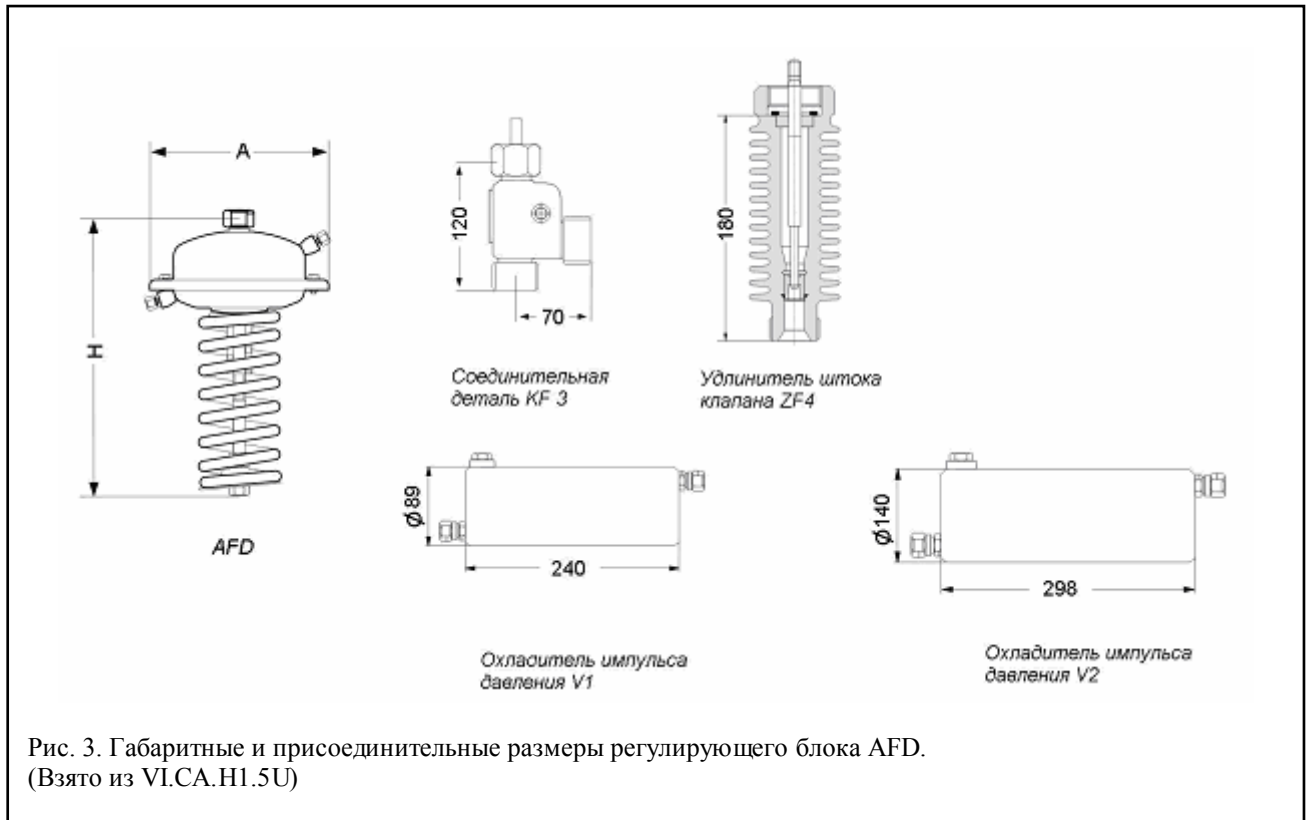 A
H
AFD
120
70
Соединительная
деталь KF 3
180
Удлинитель штока
клапана ZF4
Ø89
240
Охладитель импульса
давления V1
Ø140
298
Охладитель импульса
давления V2
Рис. 3. Габаритные и присоединительные размеры регулирующего блока AFD.
(Взято из VI.CA.H1.5U)